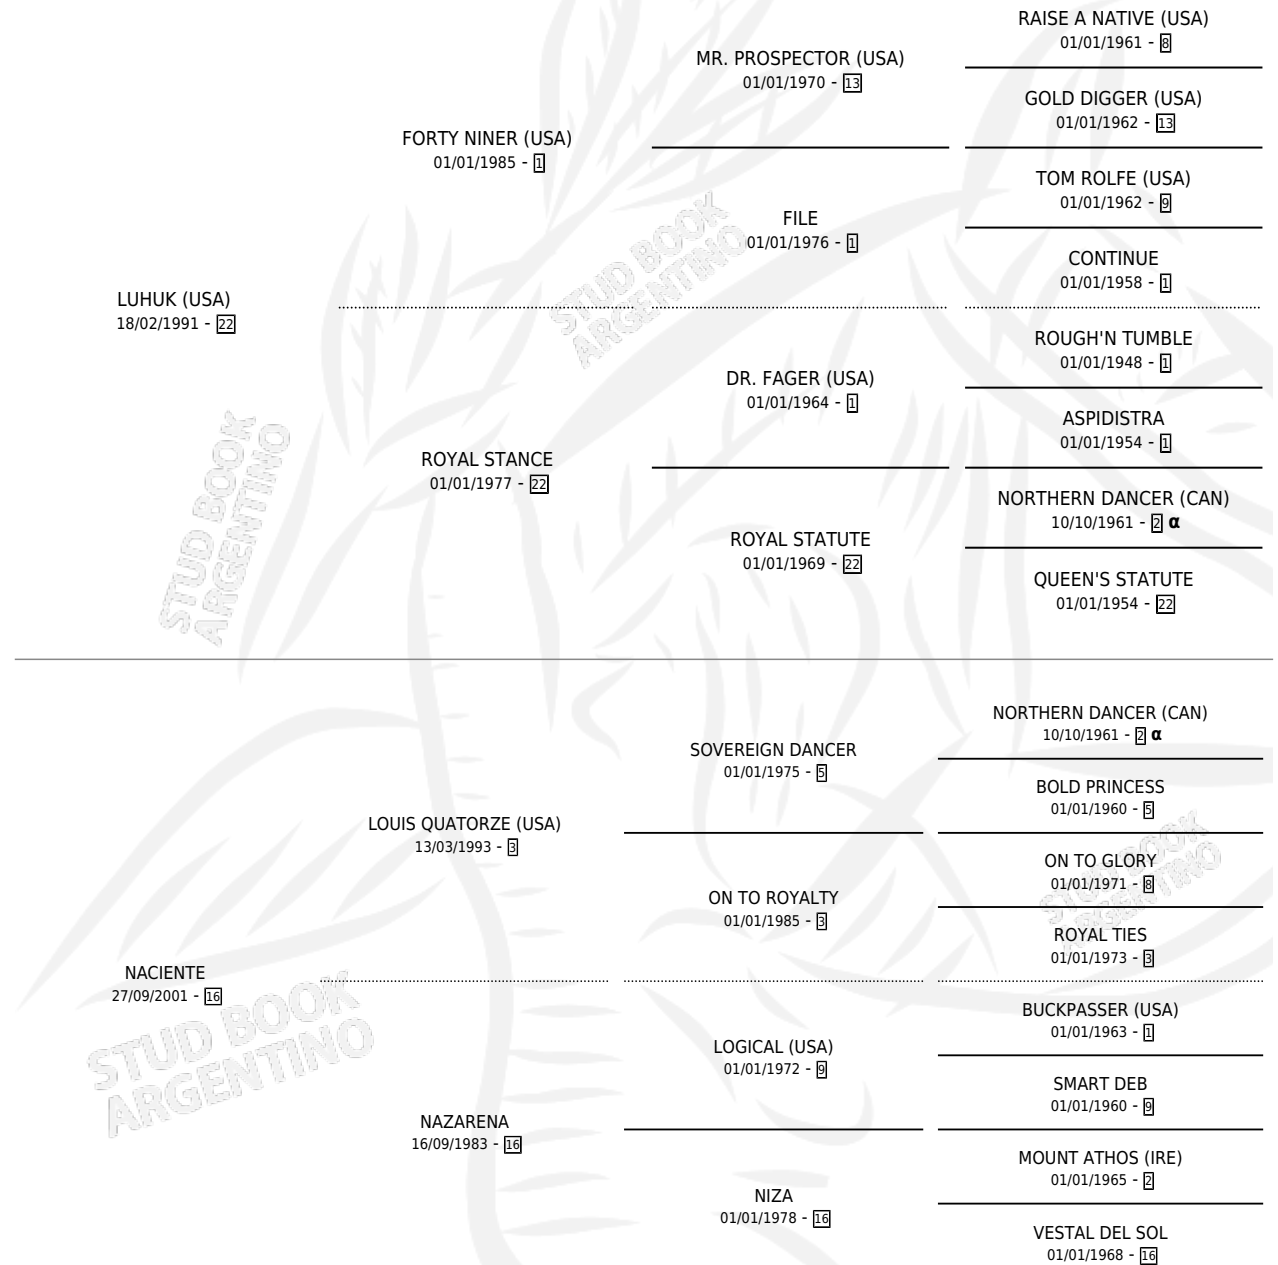 RAISE A NATIVE (USA)
01/01/1961 - 8
MR. PROSPECTOR (USA)
01/01/1970 - 13
GOLD DIGGER (USA)
01/01/1962 - 13
FORTY NINER (USA)
01/01/1985 - 1
TOM ROLFE (USA)
01/01/1962 - 9
FILE
01/01/1976 - 1
CONTINUE
01/01/1958 - 1
LUHUK (USA)
18/02/1991 - 22
ROUGH'N TUMBLE
01/01/1948 - 1
DR. FAGER (USA)
01/01/1964 - 1
ASPIDISTRA
01/01/1954 - 1
ROYAL STANCE
01/01/1977 - 22
NORTHERN DANCER (CAN)
10/10/1961 - 2 α
ROYAL STATUTE
01/01/1969 - 22
QUEEN'S STATUTE
01/01/1954 - 22
NORTHERN DANCER (CAN)
10/10/1961 - 2 α
SOVEREIGN DANCER
01/01/1975 - 5
BOLD PRINCESS
01/01/1960 - 5
LOUIS QUATORZE (USA)
13/03/1993 - 3
ON TO GLORY
01/01/1971 - 8
ON TO ROYALTY
01/01/1985 - 3
ROYAL TIES
01/01/1973 - 3
NACIENTE
27/09/2001 - 16
BUCKPASSER (USA)
01/01/1963 - 1
LOGICAL (USA)
01/01/1972 - 9
SMART DEB
01/01/1960 - 9
NAZARENA
16/09/1983 - 16
MOUNT ATHOS (IRE)
01/01/1965 - 2
NIZA
01/01/1978 - 16
VESTAL DEL SOL
01/01/1968 - 16
STUD BOOK
ARGENTINO
STUD BOOK
ARGENTINO
STUD BOOK
ARGENTINO
STUD BOOK
ARGENTINO